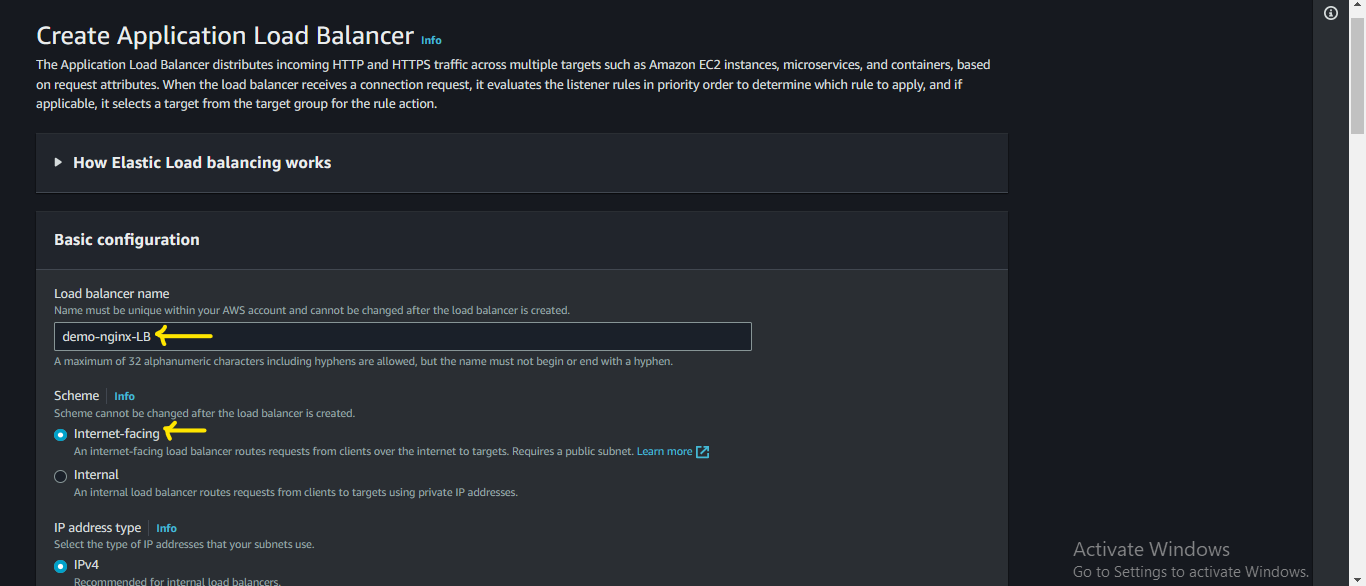 Create Application Load Balancer Info
The Application Load Balancer distributes incoming HTTP and HTTPS traffic across multiple targets such as Amazon EC2 instances, microservices, and containers, based
on request attributes. When the load balancer receives a connection request, it evaluates the listener rules in priority order to determine which rule to apply, and if
applicable, it selects a target from the target group for the rule action.
How Elastic Load balancing works
Basic configuration
Load balancer name
Name must be unique within your AWS account and cannot be changed after the load balancer is created.
demo-nginx-LB
A maximum of 32 alphanumeric characters including hyphens are allowed, but the name must not begin or end with a hyphen.
Scheme Info
Scheme cannot be changed after the load balancer is created.
Internet-facing
An internet-facing load balancer routes requests from clients over the internet to targets. Requires a public subnet. Learn more
Internal
An internal load balancer routes requests from clients to targets using private IP addresses.
IP address type Info
Select the type of IP addresses that your subnets use.
IPv4
Recommended for internal load balancers.
Activate Windows
Go to Settings to activate Windows.